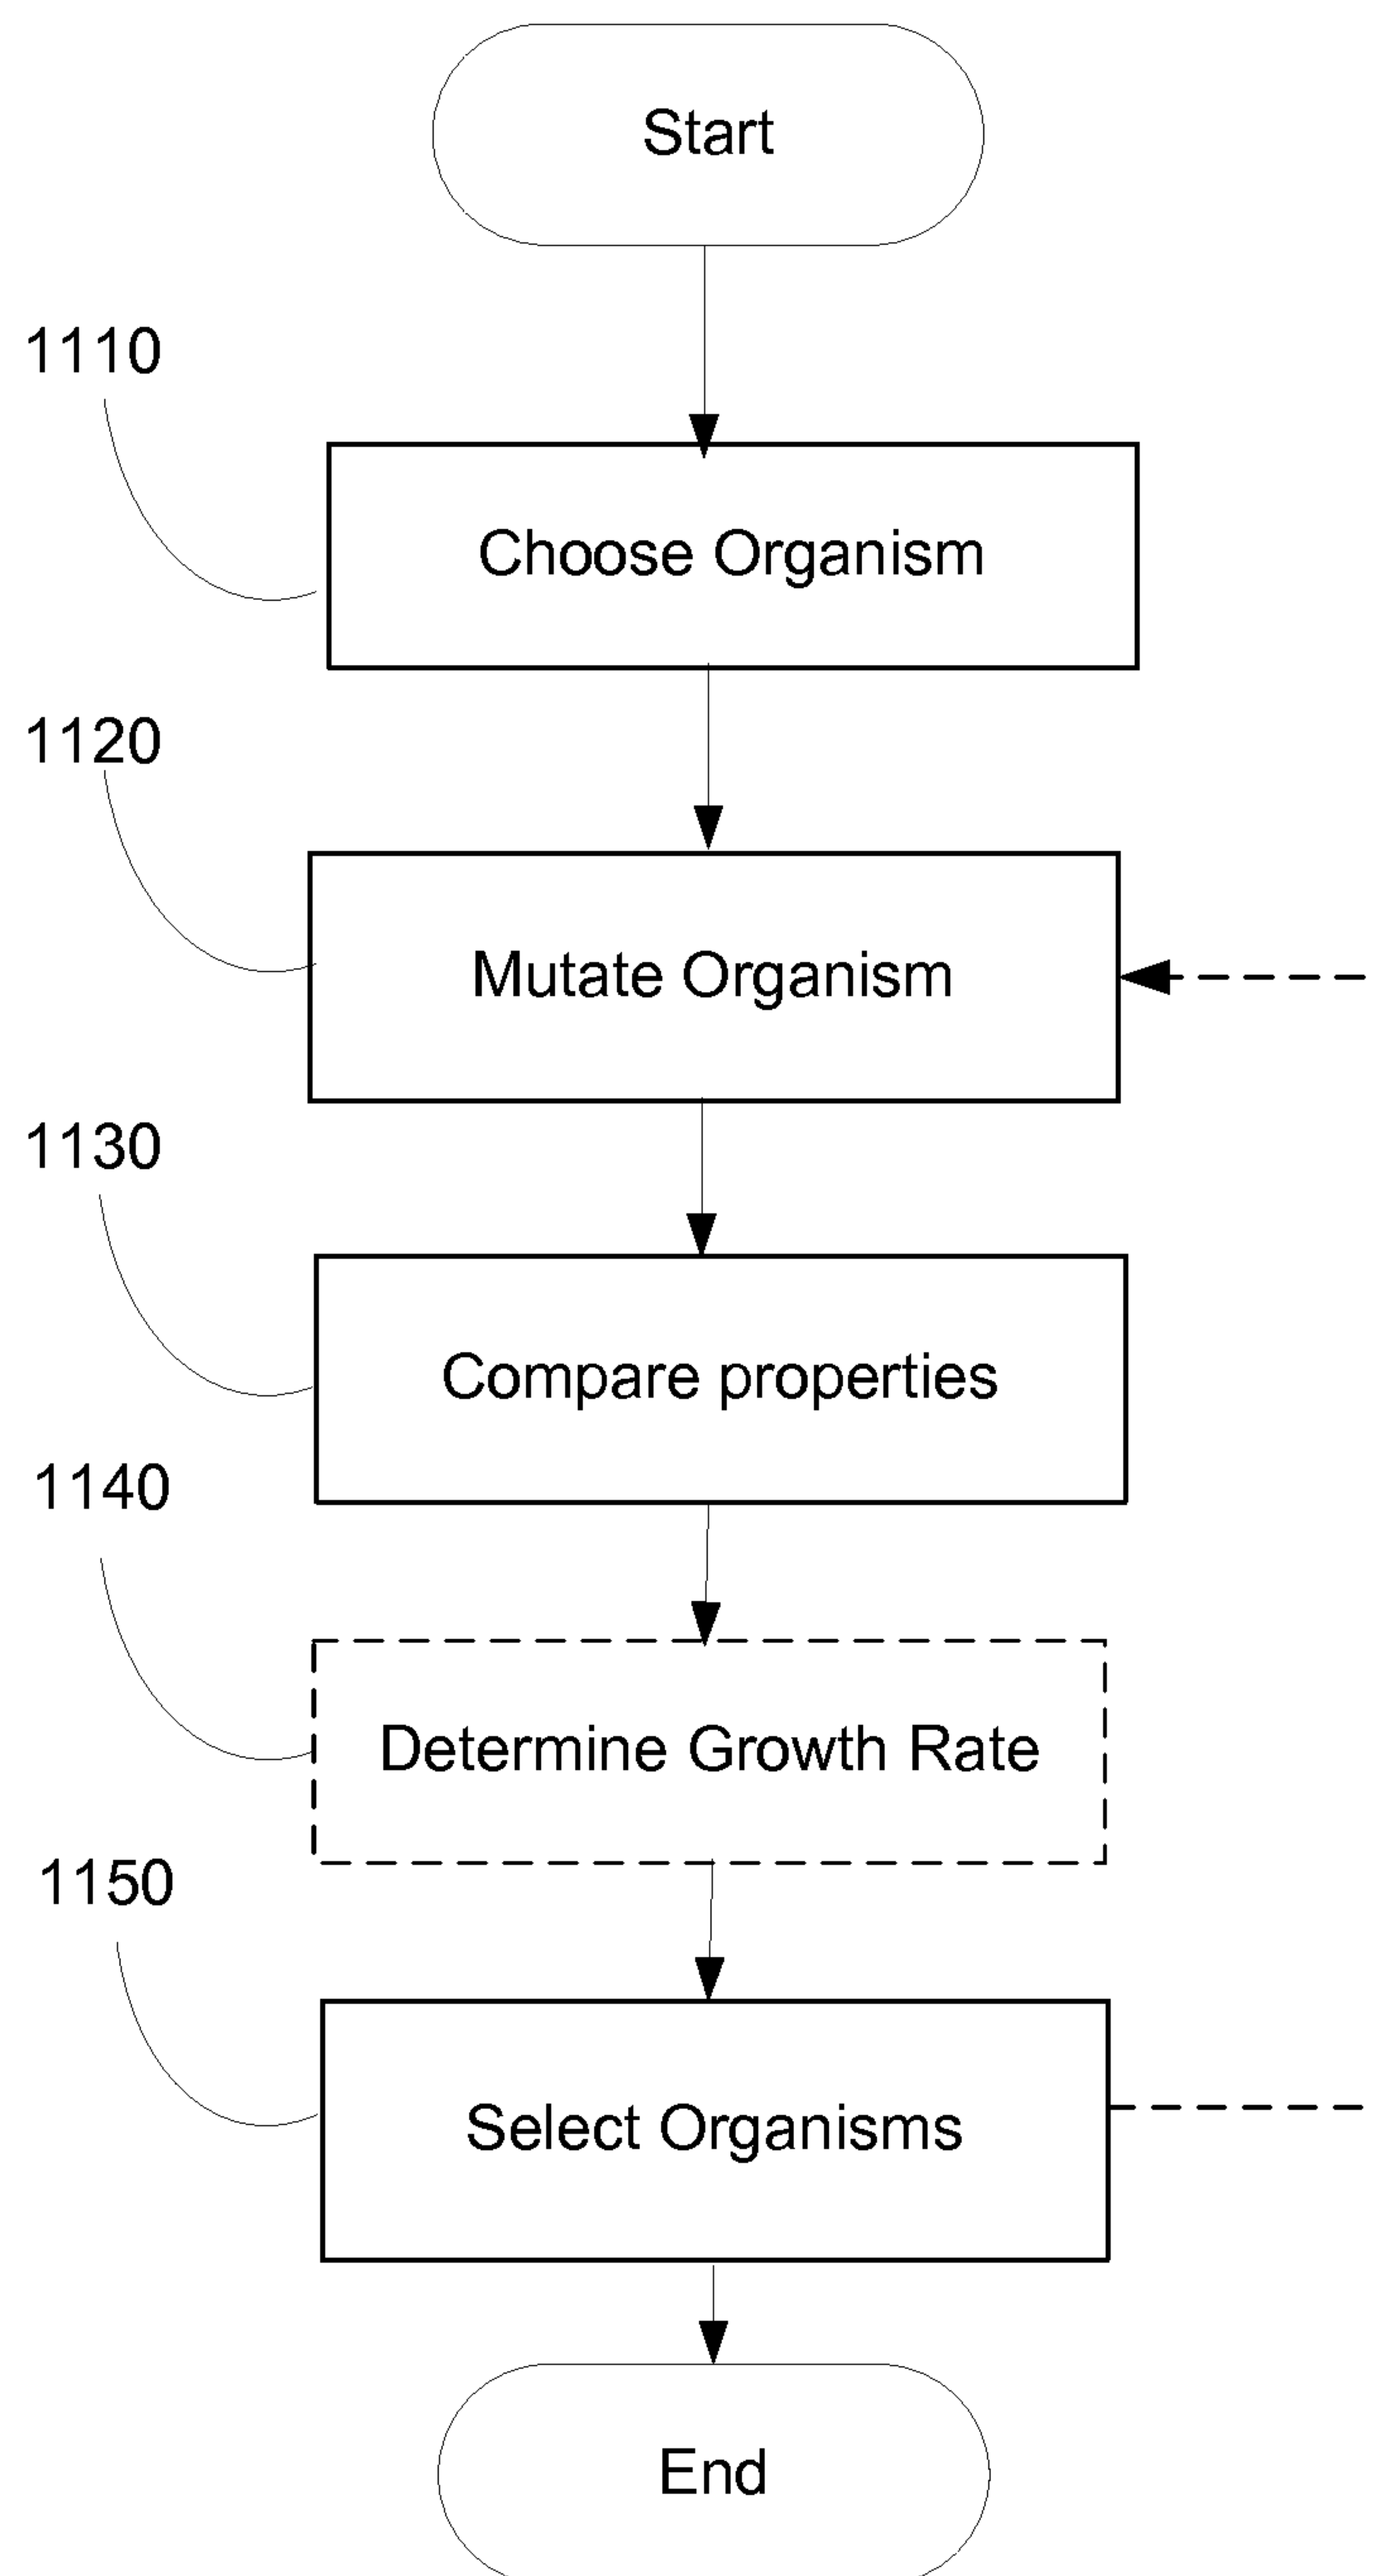 Start
1110
Choose Organism
1120
Mutate Organism
1130
Compare properties
1140
Determine Growth Rate
1150
Select Organisms
End